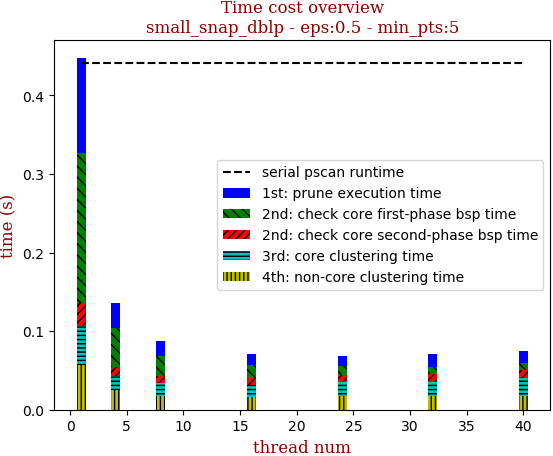 Time cost overview
small_snap_dblp - eps:0.5 - min_pts:5
time (s)
0.4
0.3
0.2
0.1
0.0
serial pscan runtime
1st: prune execution time
2nd: check core first-phase bsp time
2nd: check core second-phase bsp time
3rd: core clustering time
4th: non-core clustering time
0 5 10 15 20 25 30 35 40
thread num